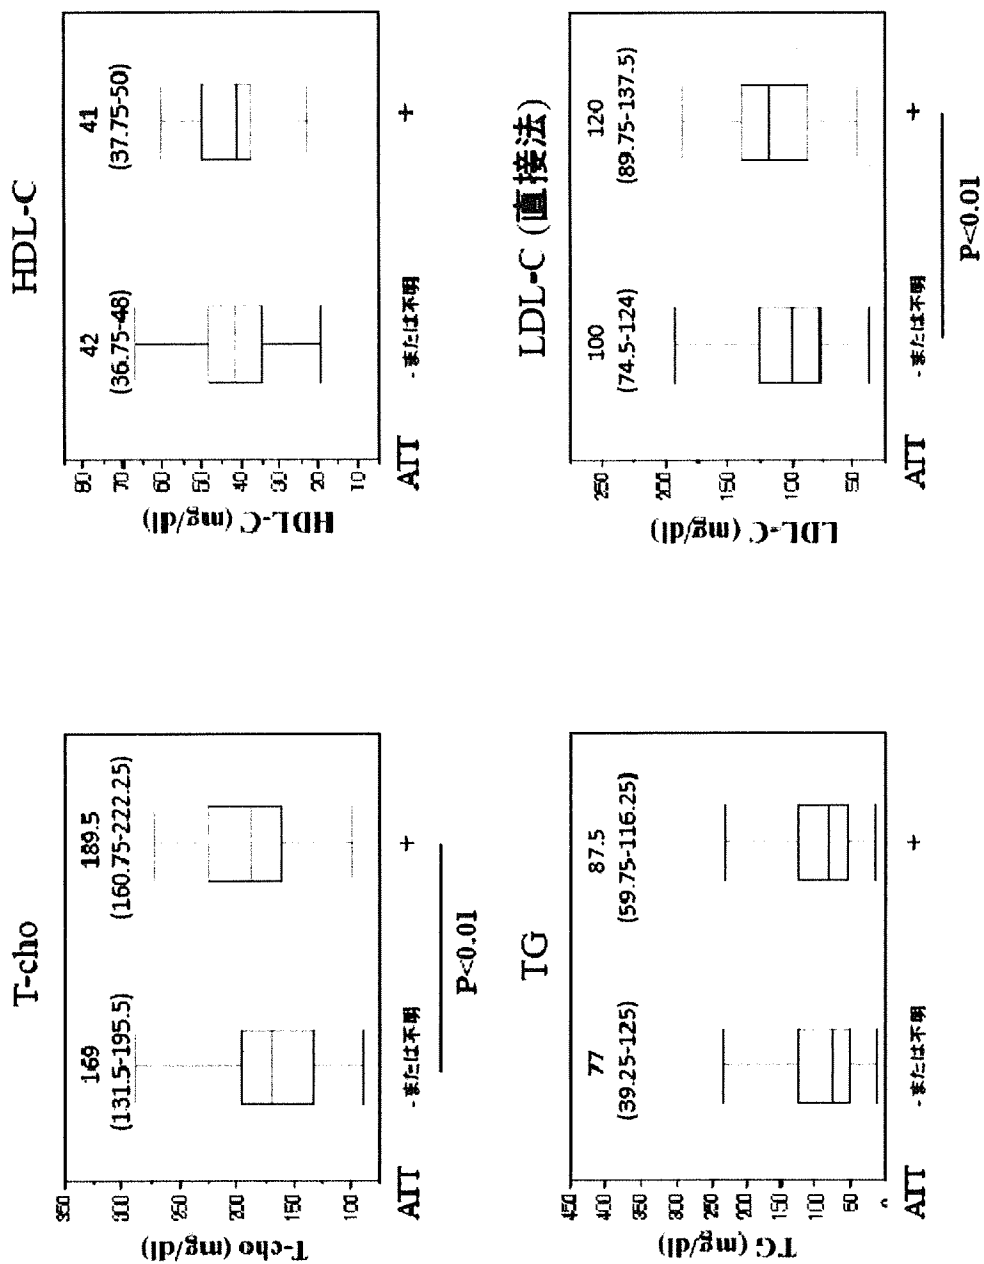 T-cho
T-cho (mg/dl)
350
300
250
200
150
100
169
(131.5-195.5)
189.5
(160.75-222.25)
ATT
- または不明
+
P<0.01
HDL-C
HDL-C (mg/dl)
80
70
60
50
40
30
20
10
42
(36.75-48)
41
(37.75-50)
ATT
- または不明
+
TG
TG (mg/dl)
450
400
350
300
250
200
150
100
50
77
(39.25-125)
87.5
(59.75-116.25)
ATT
- または不明
+
LDL-C (直接法)
LDL-C (mg/dl)
250
200
150
100
50
100
(74.5-124)
120
(89.75-137.5)
ATT
- または不明
+
P<0.01